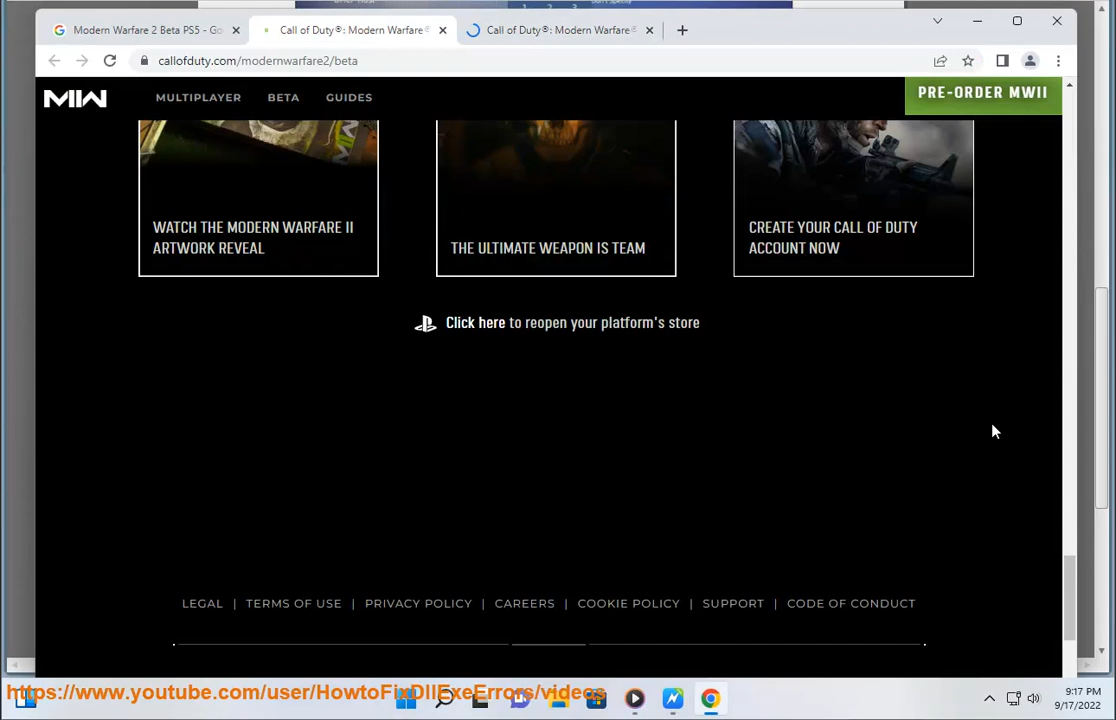 Modern Warfare 2 Beta PS5 - Go
Call of Duty®: Modern Warfare®
Call of Duty®: Modern Warfare®
callofduty.com/modernwarfare2/beta
MW
MULTIPLAYER
BETA
GUIDES
PRE-ORDER MWII
WATCH THE MODERN WARFARE II
ARTWORK REVEAL
THE ULTIMATE WEAPON IS TEAM
CREATE YOUR CALL OF DUTY
ACCOUNT NOW
Click here to reopen your platform's store
LEGAL | TERMS OF USE | PRIVACY POLICY | CAREERS | COOKIE POLICY | SUPPORT | CODE OF CONDUCT
https://www.youtube.com/user/HowtoFixDllExeErrors/videos
9:17 PM
9/17/2022